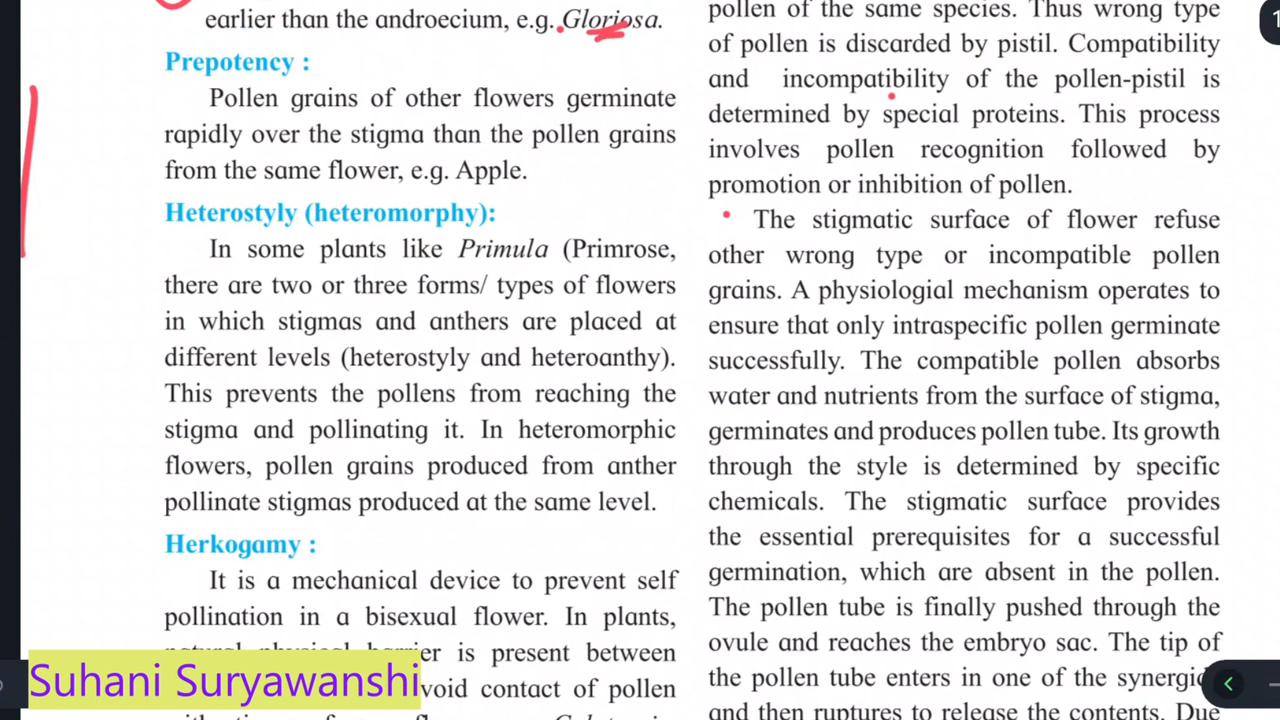 earlier than the androecium, e.g. Gloriosa.
Prepotency :
Pollen grains of other flowers germinate
rapidly over the stigma than the pollen grains
from the same flower, e.g. Apple.
Heterostyly (heteromorphy):
In some plants like Primula (Primrose,
there are two or three forms/ types of flowers
in which stigmas and anthers are placed at
different levels (heterostyly and heteroanthy).
This prevents the pollens from reaching the
stigma and pollinating it. In heteromorphic
flowers, pollen grains produced from anther
pollinate stigmas produced at the same level.
Herkogamy :
It is a mechanical device to prevent self
pollination in a bisexual flower. In plants,
is present between
contact of pollen
Suhani Suryawanshi
pollen of the same species. Thus wrong type
of pollen is discarded by pistil. Compatibility
and incompatibility of the pollen-pistil is
determined by special proteins. This process
involves pollen recognition followed by
promotion or inhibition of pollen.
• The stigmatic surface of flower refuse
other wrong type or incompatible pollen
grains. A physiologial mechanism operates to
ensure that only intraspecific pollen germinate
successfully. The compatible pollen absorbs
water and nutrients from the surface of stigma,
germinates and produces pollen tube. Its growth
through the style is determined by specific
chemicals. The stigmatic surface provides
the essential prerequisites for a successful
germination, which are absent in the pollen.
The pollen tube is finally pushed through the
ovule and reaches the embryo sac. The tip of
the pollen tube enters in one of the
and then ruptures to release the contents. Due